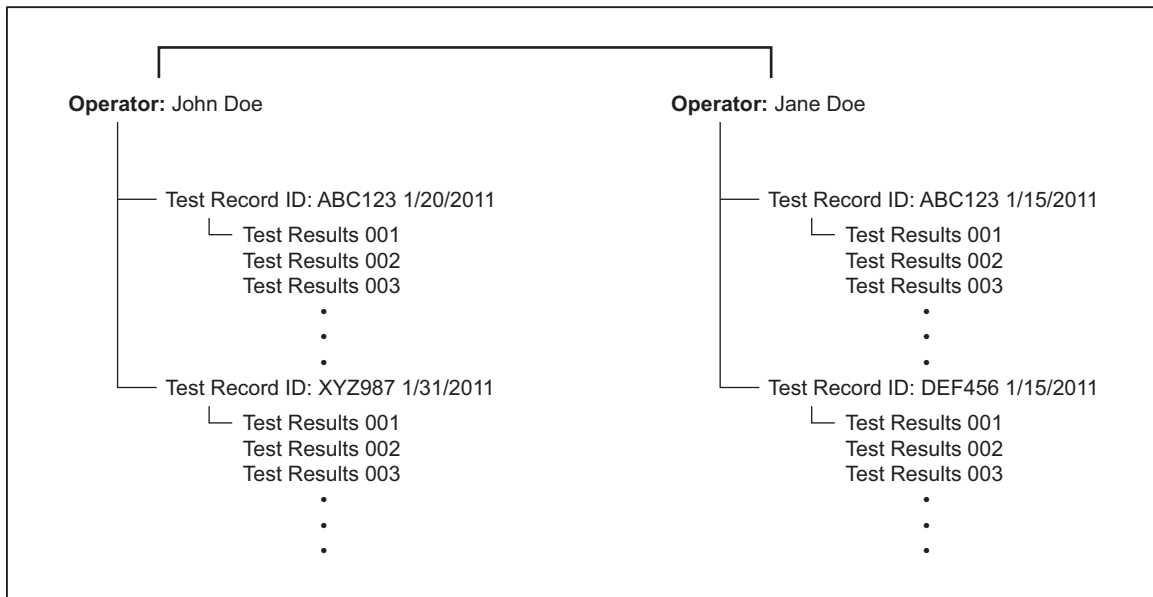 Operator: John Doe
Test Record ID: ABC123 1/20/2011
Test Results 001
Test Results 002
Test Results 003
Test Record ID: XYZ987 1/31/2011
Test Results 001
Test Results 002
Test Results 003
Operator: Jane Doe
Test Record ID: ABC123 1/15/2011
Test Results 001
Test Results 002
Test Results 003
Test Record ID: DEF456 1/15/2011
Test Results 001
Test Results 002
Test Results 003